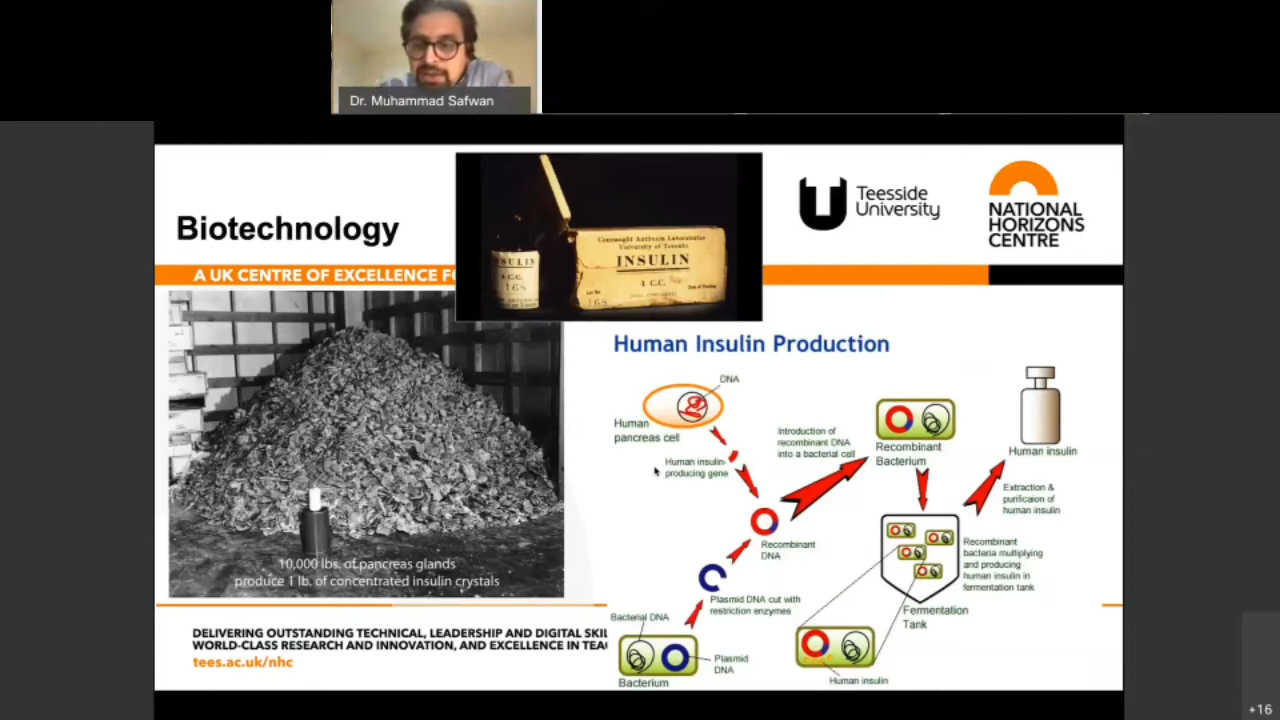 Dr. Muhammad Safwan
Biotechnology
Connaught Antitoxin Laboratories
University of Toronto
INSULIN
4 C.C.
168
INSULIN
4 C.C.
168
Teesside
University
NATIONAL
HORIZONS
CENTRE
A UK CENTRE OF EXCELLENCE F
10,000 lbs. of pancreas glands
produce 1 lb. of concentrated insulin crystals
Human Insulin Production
DNA
Human
pancreas cell
Human insulin-
producing gene
Introduction of
recombinant DNA
into a bacterial cell
Recombinant
Bacterium
Human insulin
Extraction &
purificaion of
human insulin
Recombinant
DNA
Recombinant
bacteria multiplying
and producing
human insulin in
fermentation tank
Plasmid DNA cut with
restriction enzymes
Fermentation
Tank
Bacterial DNA
Plasmid
DNA
Bacterium
Human insulin
DELIVERING OUTSTANDING TECHNICAL, LEADERSHIP AND DIGITAL SKIL
WORLD-CLASS RESEARCH AND INNOVATION, AND EXCELLENCE IN TEA
tees.ac.uk/nhc
+16